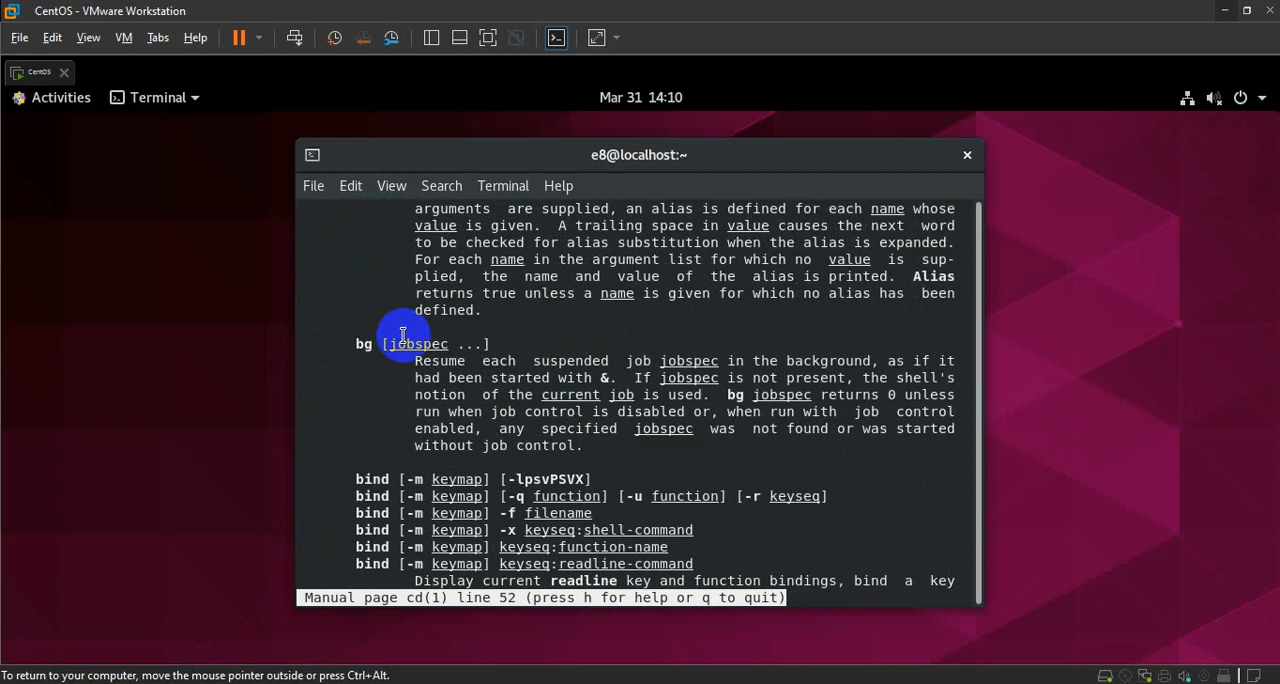 CentOS - VMware Workstation
File Edit View VM Tabs Help
CentOS
Activities Terminal Mar 31 14:10
e8@localhost:~
File Edit View Search Terminal Help
arguments are supplied, an alias is defined for each name whose
value is given. A trailing space in value causes the next word
to be checked for alias substitution when the alias is expanded.
For each name in the argument list for which no value is sup-
plied, the name and value of the alias is printed. Alias
returns true unless a name is given for which no alias has been
defined.
bg [jobspec ...]
Resume each suspended job jobspec in the background, as if it
had been started with &. If jobspec is not present, the shell's
notion of the current job is used. bg jobspec returns 0 unless
run when job control is disabled or, when run with job control
enabled, any specified jobspec was not found or was started
without job control.
bind [-m keymap] [-lpsvPSVX]
bind [-m keymap] [-q function] [-u function] [-r keyseq]
bind [-m keymap] -f filename
bind [-m keymap] -x keyseq:shell-command
bind [-m keymap] keyseq:function-name
bind [-m keymap] keyseq:readline-command
Display current readline key and function bindings, bind a key
Manual page cd(1) line 52 (press h for help or q to quit)
To return to your computer, move the mouse pointer outside or press Ctrl+Alt.